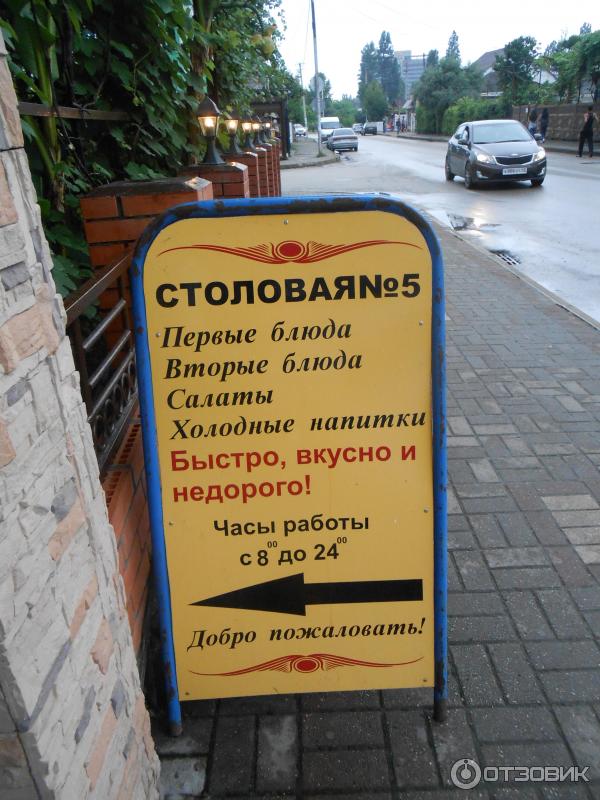 СТОЛОВАЯ№5
Первые блюда
Вторые блюда
Салаты
Холодные напитки
Быстро, вкусно и
недорого!
Часы работы
с 8⁰⁰ до 24⁰⁰
Добро пожаловать!
ОТЗОВИК